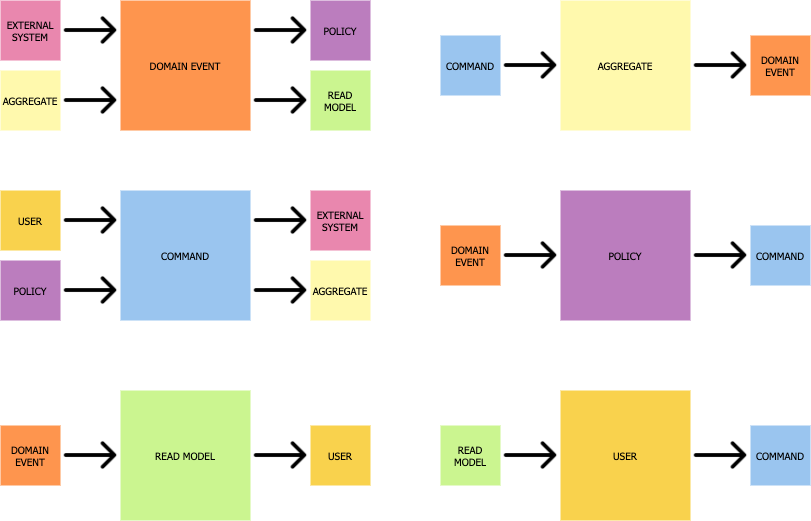 EXTERNAL
SYSTEM
DOMAIN EVENT
POLICY
AGGREGATE
READ
MODEL
COMMAND
AGGREGATE
DOMAIN
EVENT
USER
COMMAND
EXTERNAL
SYSTEM
POLICY
AGGREGATE
DOMAIN
EVENT
POLICY
COMMAND
DOMAIN
EVENT
READ MODEL
USER
READ
MODEL
USER
COMMAND